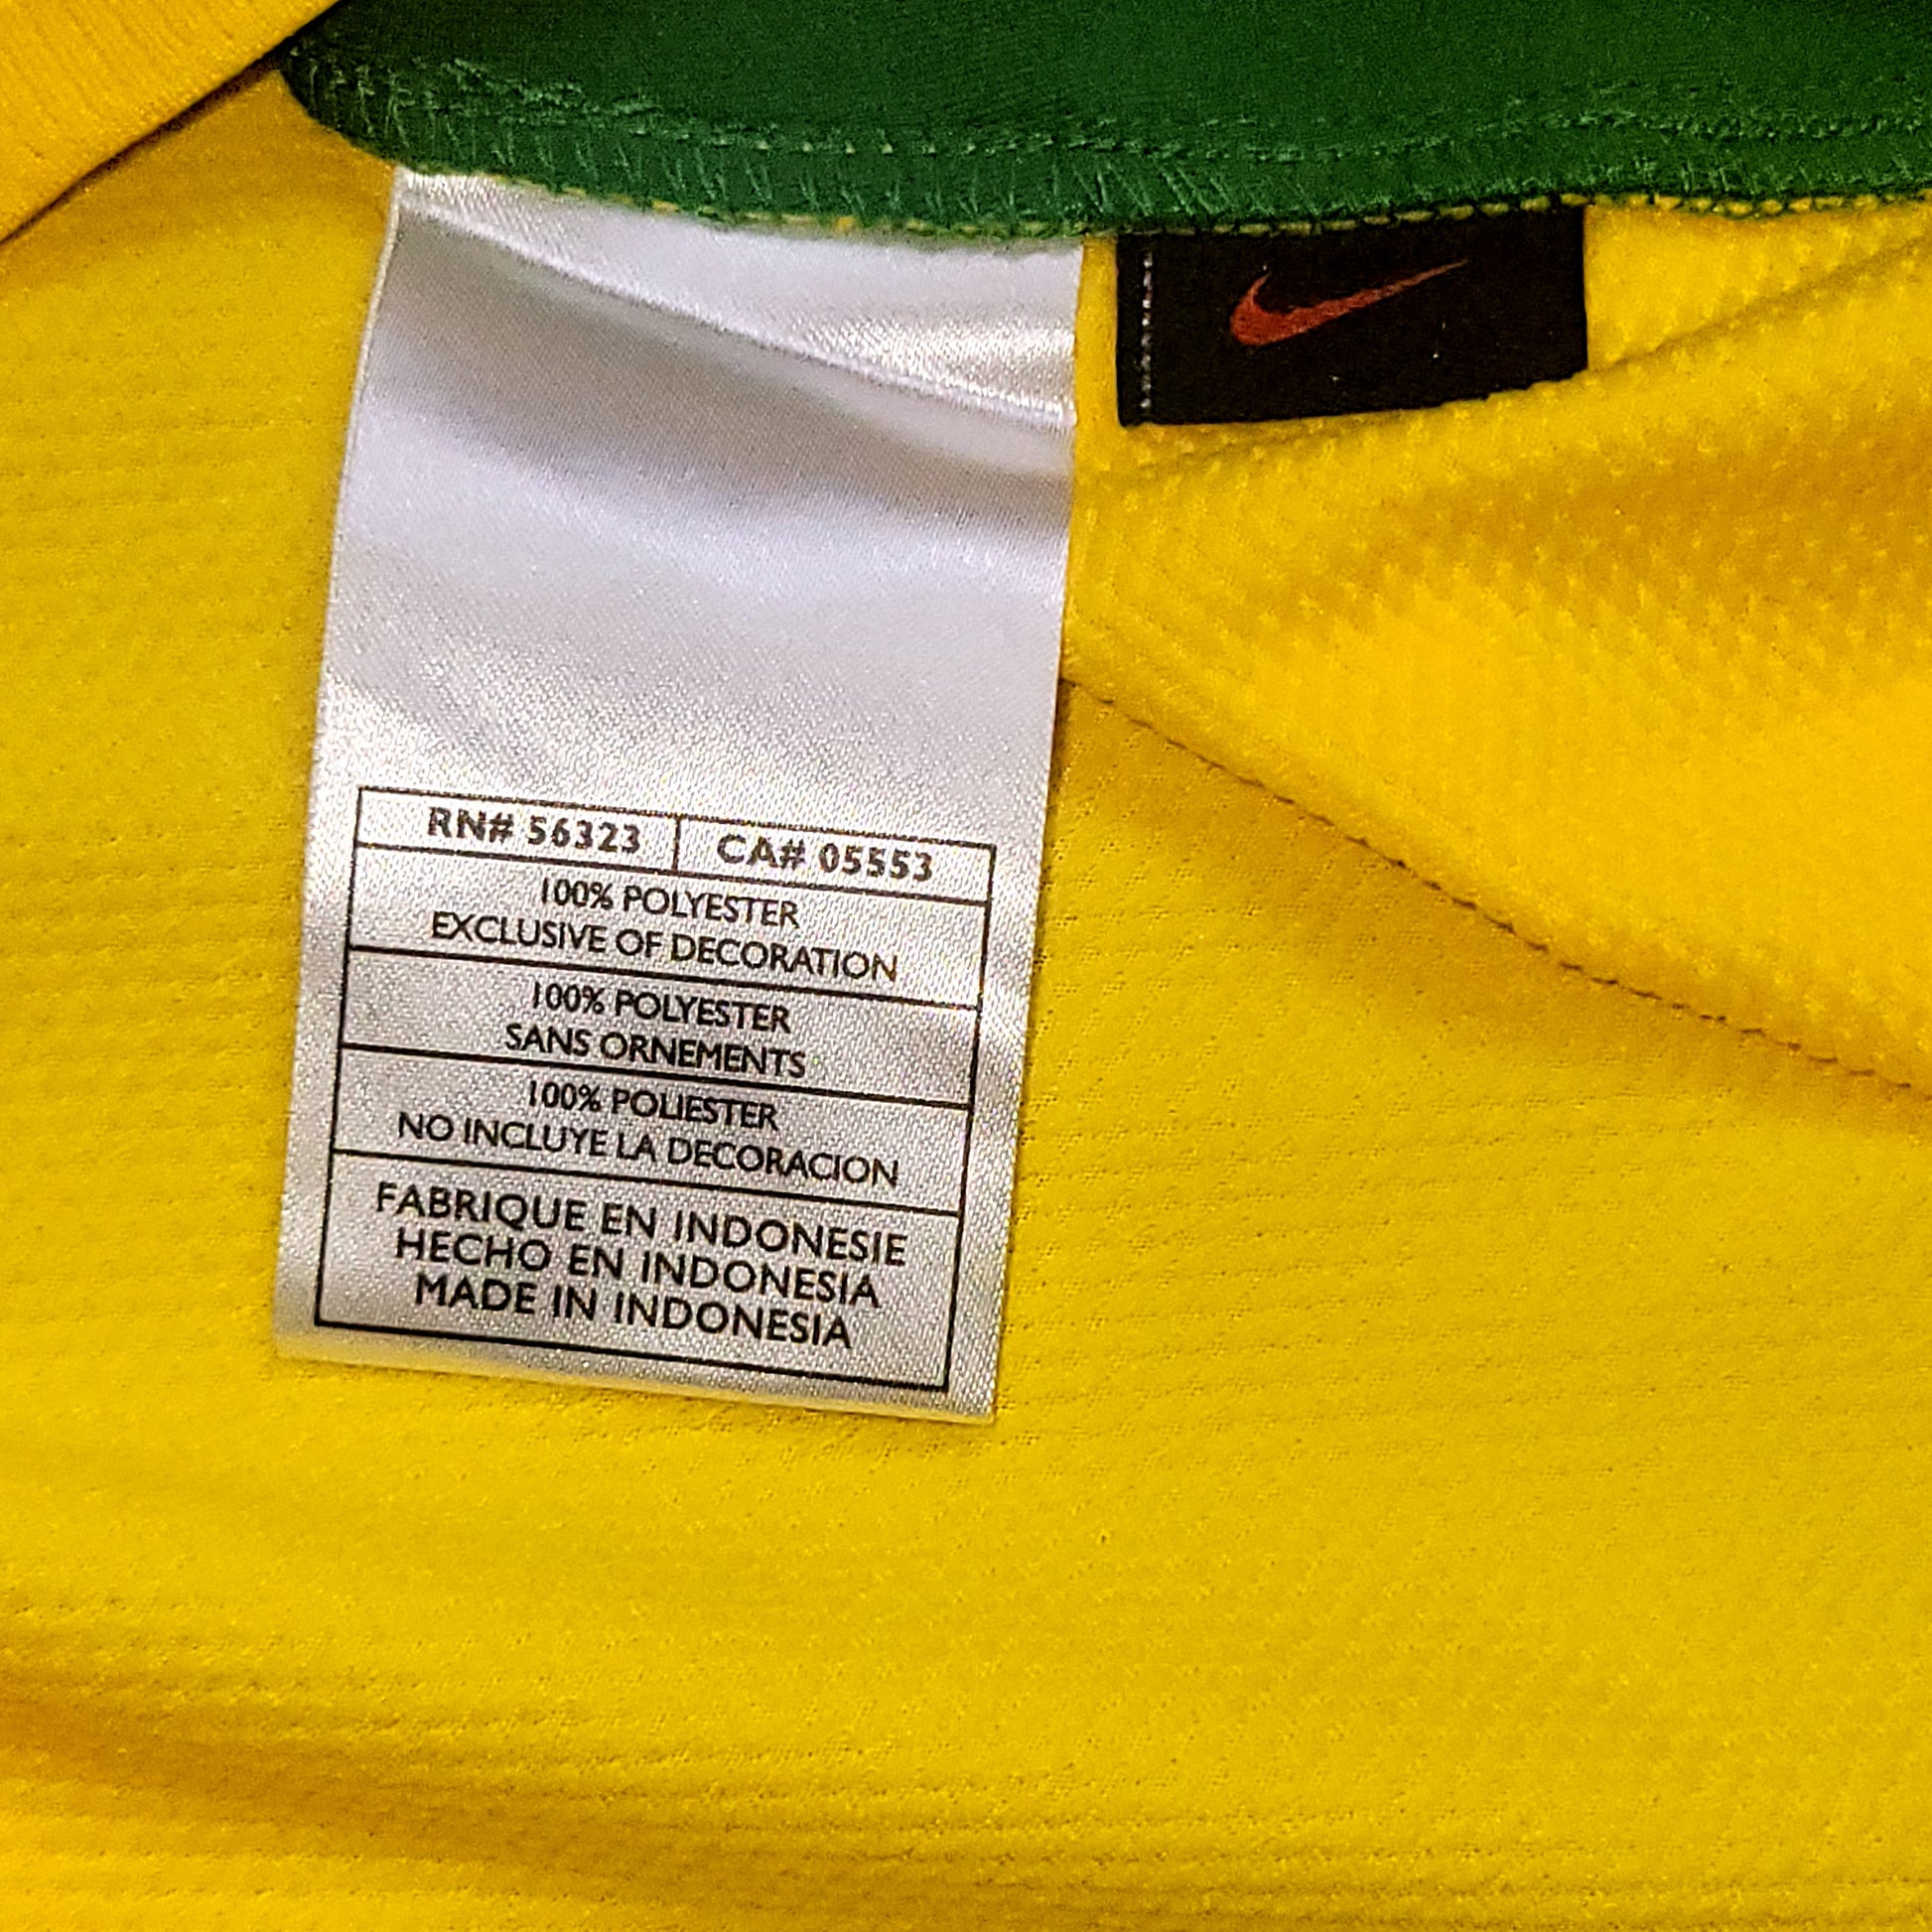 RN# 56323 CA# 05553
100% POLYESTER
EXCLUSIVE OF DECORATION
100% POLYESTER
SANS ORNEMENTS
100% POLIESTER
NO INCLUYE LA DECORACION
FABRIQUE EN INDONESIE
HECHO EN INDONESIA
MADE IN INDONESIA